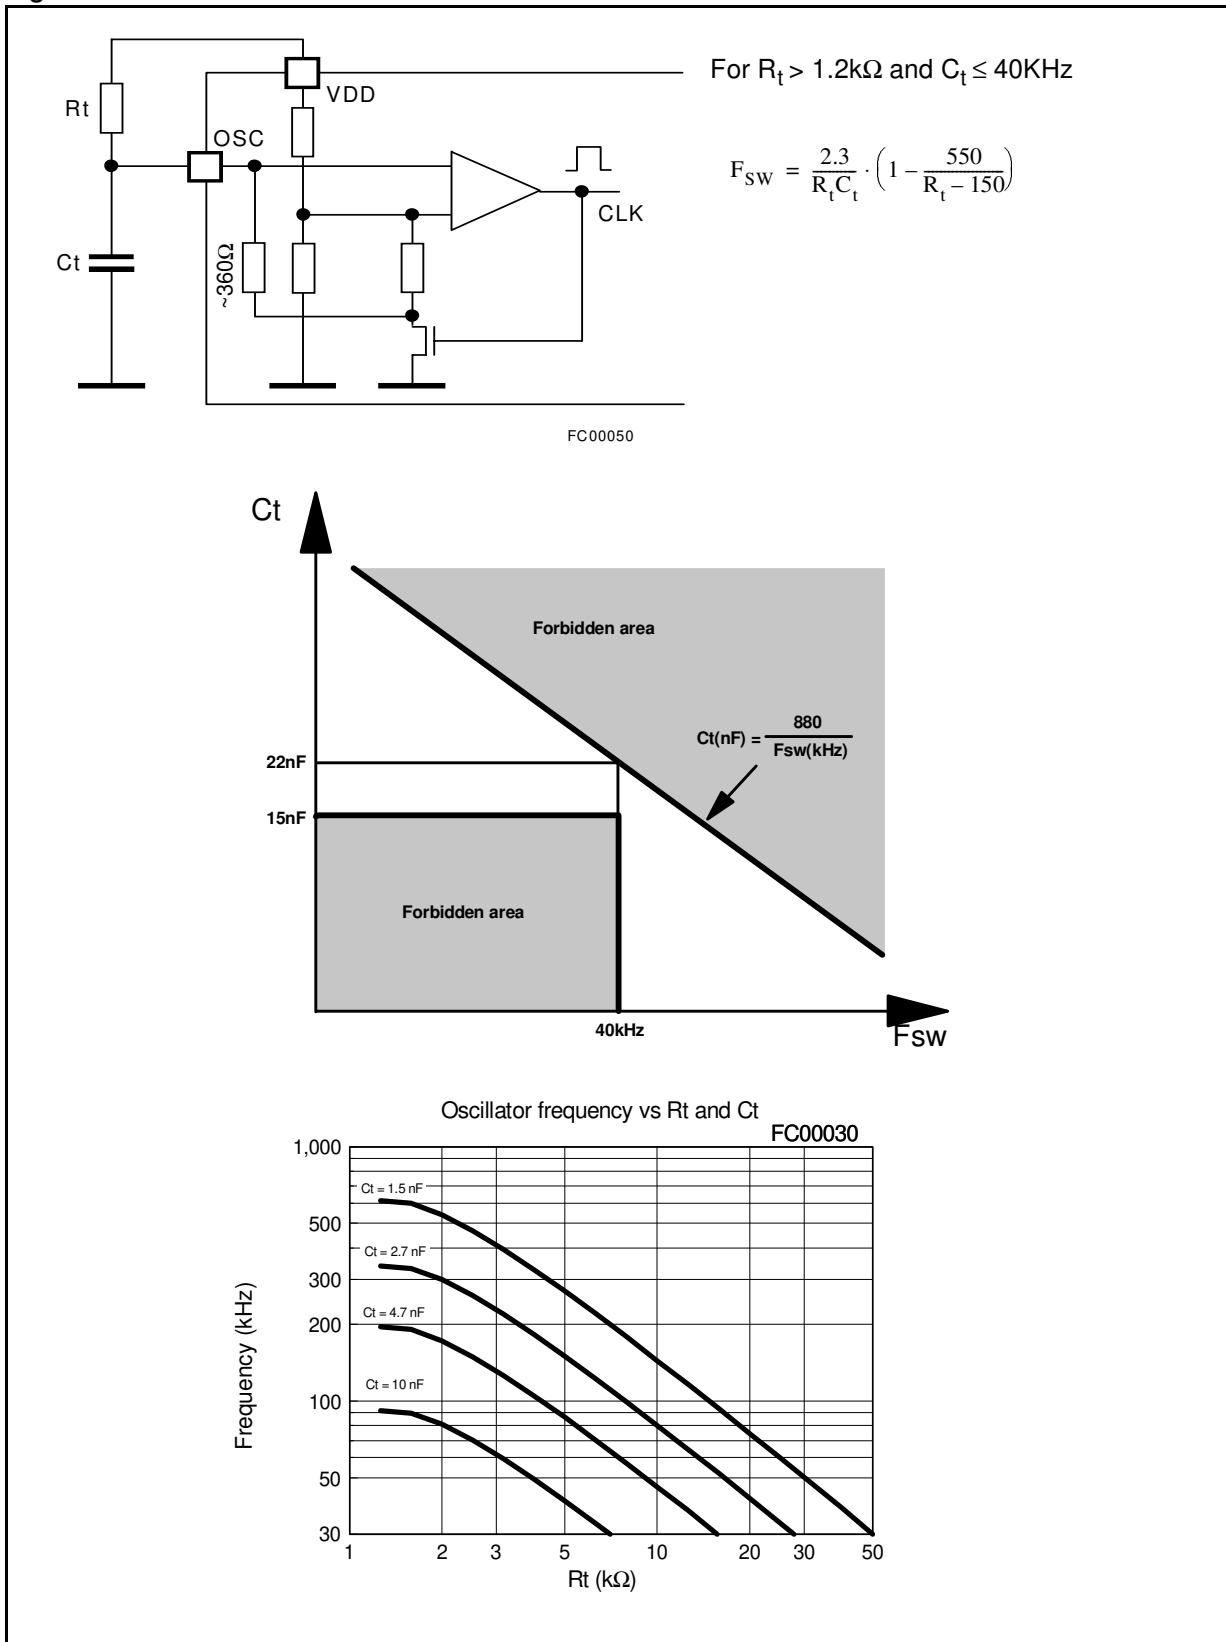 For Rt > 1.2kΩ and Ct ≤ 40KHz
VDD
Rt
OSC
FSW = 2.3 / RtCt · (1 – 550 / Rt – 150)
CLK
Ct
~360Ω
FC00050
Ct
Forbidden area
Ct(nF) = 880 / Fsw(kHz)
22nF
15nF
Forbidden area
40kHz
Fsw
Oscillator frequency vs Rt and Ct
FC00030
1,000
Ct = 1.5 nF
500
Ct = 2.7 nF
300
Ct = 4.7 nF
200
Ct = 10 nF
100
50
30
Frequency (kHz)
1 2 3 5 10 20 30 50
Rt (kΩ)